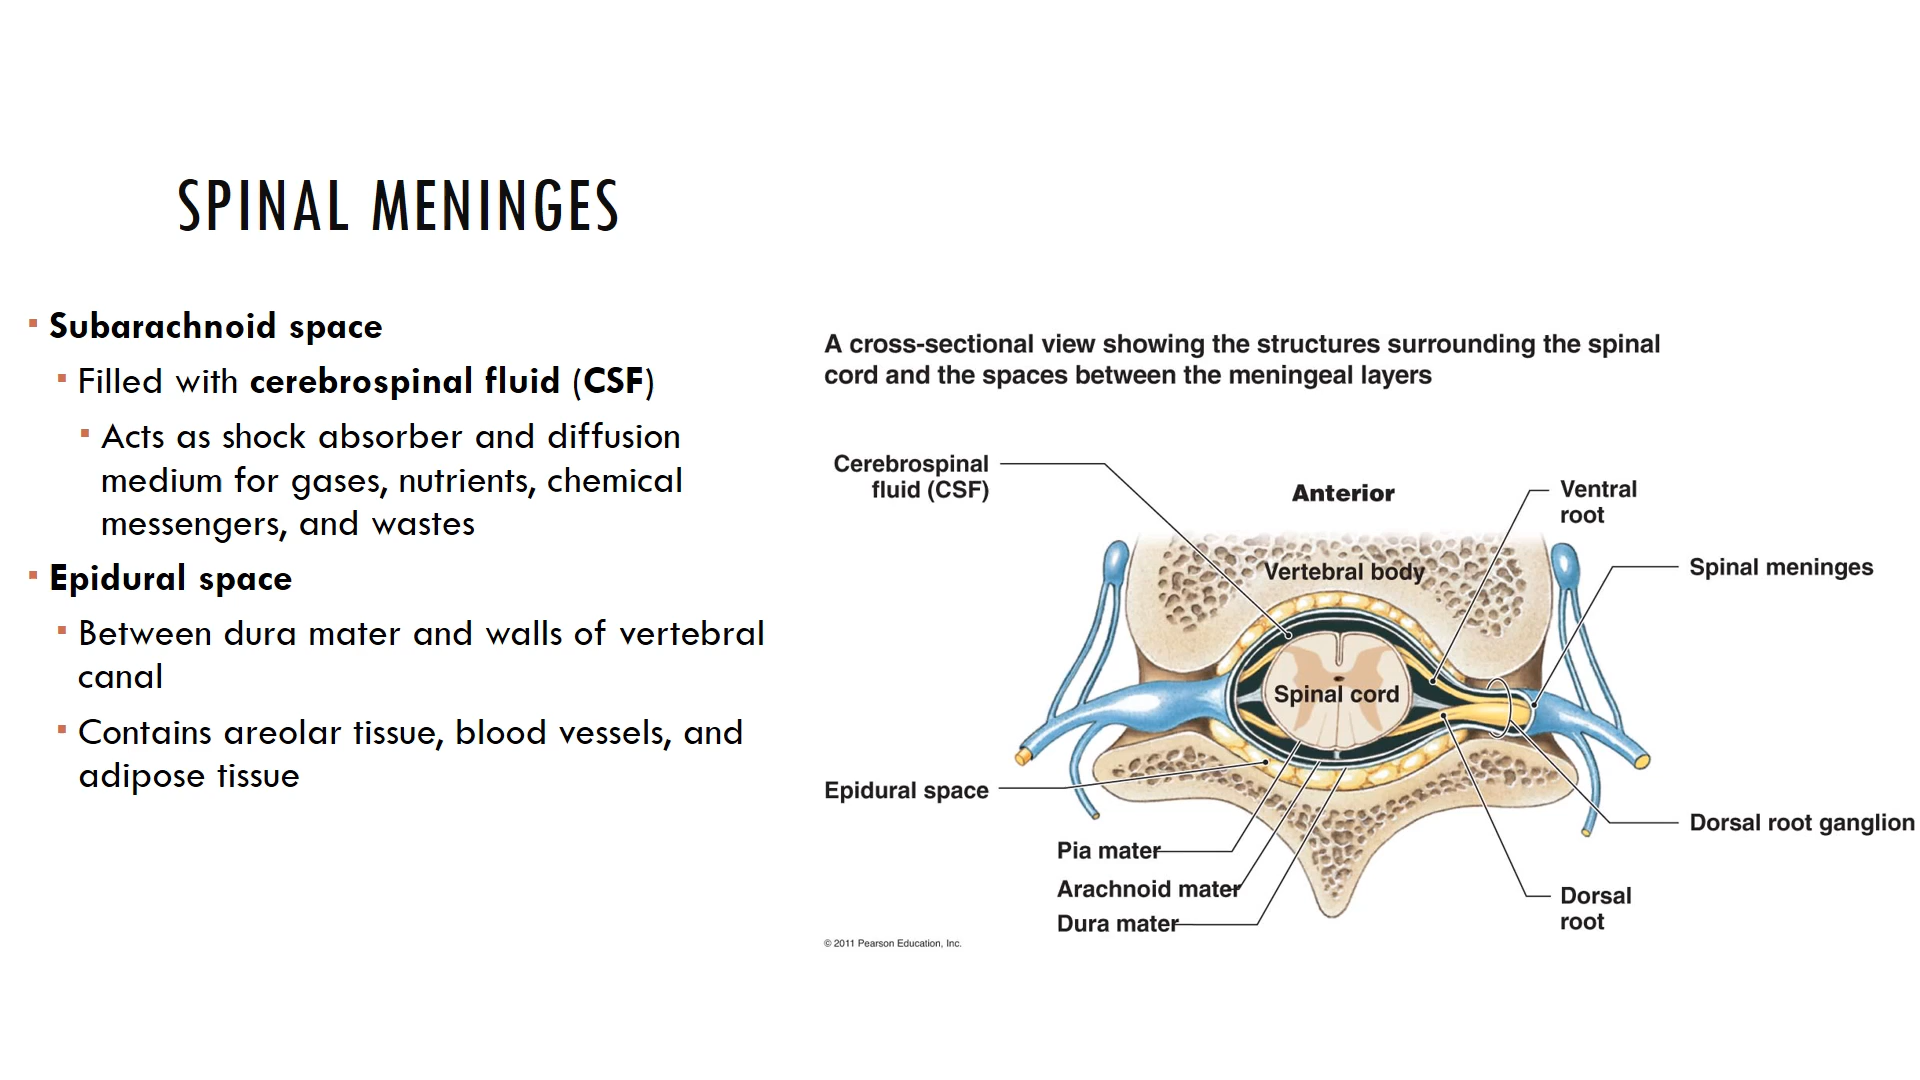 SPINAL MENINGES
Subarachnoid space
Filled with cerebrospinal fluid (CSF)
Acts as shock absorber and diffusion
medium for gases, nutrients, chemical
messengers, and wastes
Epidural space
Between dura mater and walls of vertebral
canal
Contains areolar tissue, blood vessels, and
adipose tissue
A cross-sectional view showing the structures surrounding the spinal
cord and the spaces between the meningeal layers
Cerebrospinal
fluid (CSF)
Anterior
Ventral
root
Vertebral body
Spinal meninges
Spinal cord
Epidural space
Dorsal root ganglion
Pia mater
Arachnoid mater
Dura mater
Dorsal
root
© 2011 Pearson Education, Inc.